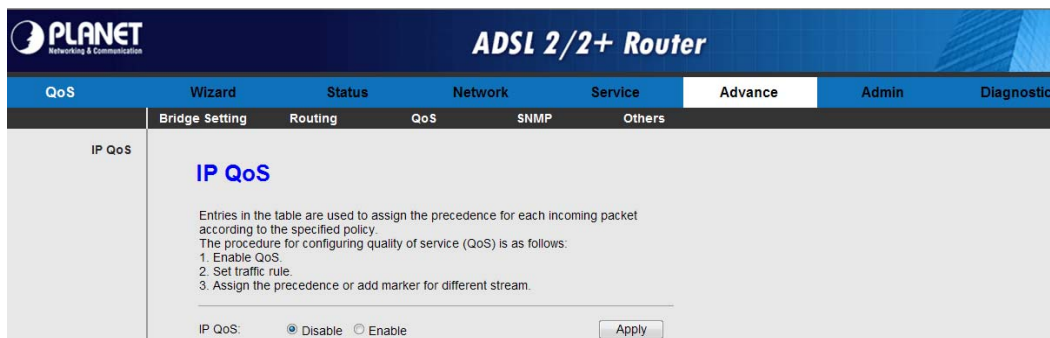 PLANET
Networking & Communication
ADSL 2/2+ Router
QoS Wizard Status Network Service Advance Admin Diagnostic
Bridge Setting Routing QoS SNMP Others
IP QoS
IP QoS
Entries in the table are used to assign the precedence for each incoming packet
according to the specified policy.
The procedure for configuring quality of service (QoS) is as follows:
1. Enable QoS.
2. Set traffic rule.
3. Assign the precedence or add marker for different stream.
IP QoS: Disable Enable Apply